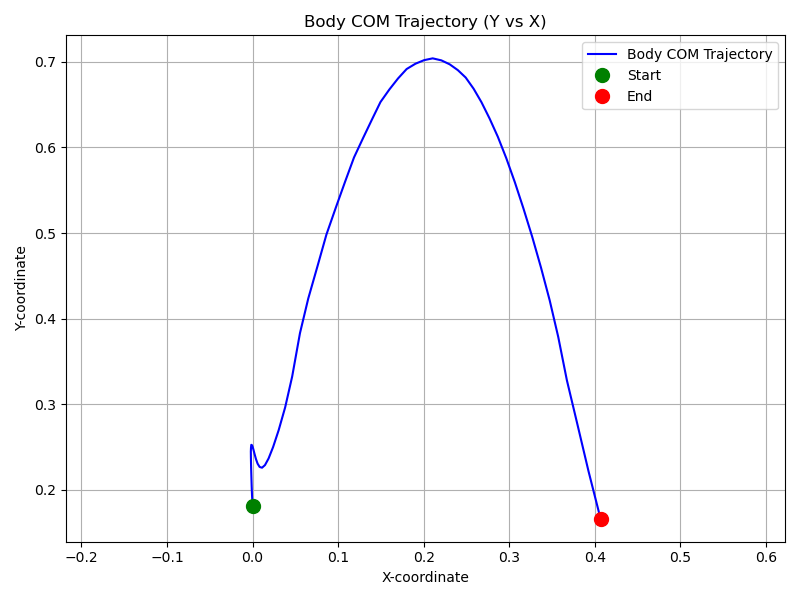 Body COM Trajectory (Y vs X)
Body COM Trajectory
Start
End
0.7
0.6
0.5
0.4
0.3
0.2
Y-coordinate
−0.2 −0.1 0.0 0.1 0.2 0.3 0.4 0.5 0.6
X-coordinate